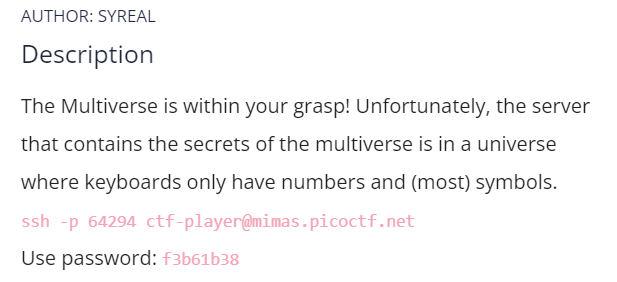 AUTHOR: SYREAL
Description
The Multiverse is within your grasp! Unfortunately, the server
that contains the secrets of the multiverse is in a universe
where keyboards only have numbers and (most) symbols.
ssh -p 64294 ctf-player@mimas.picoctf.net
Use password: f3b61b38